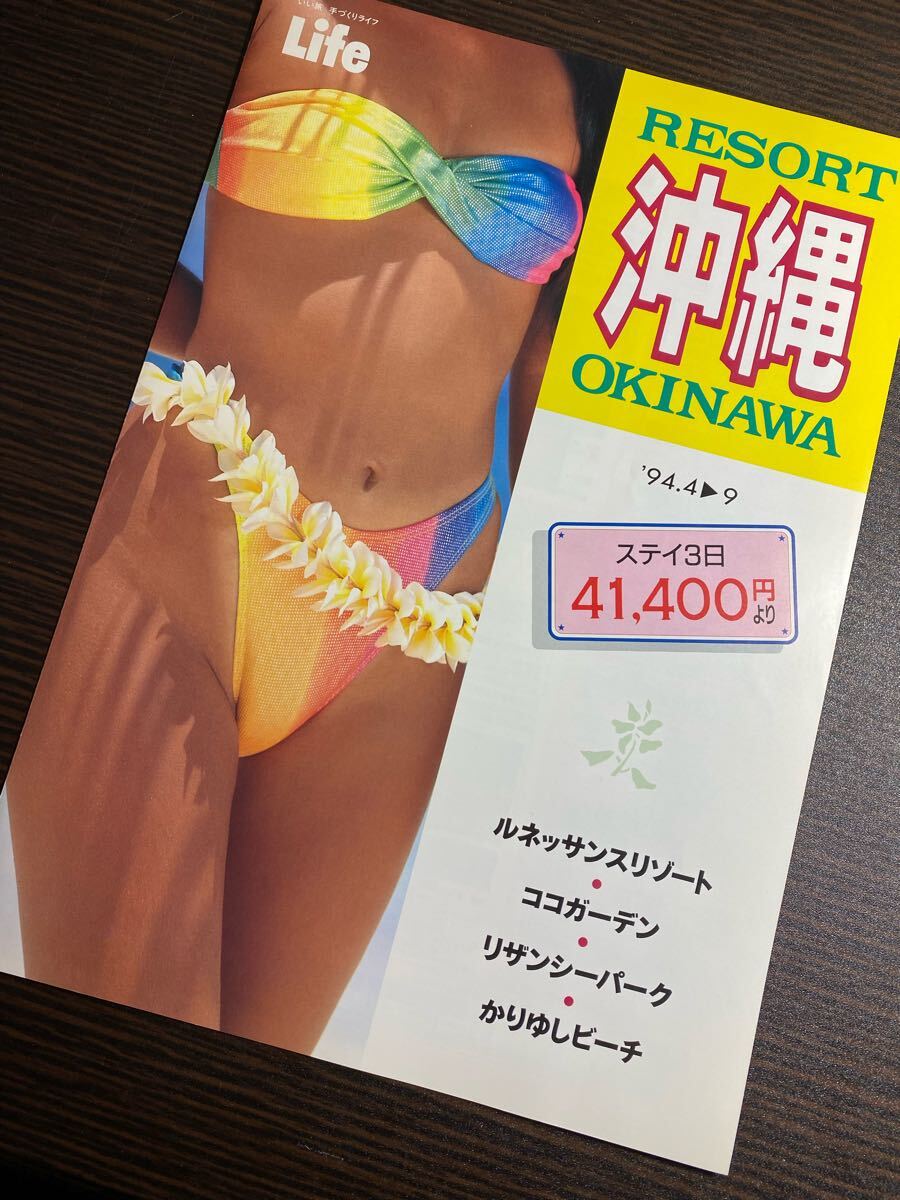 いい旅 手づくりライフ
Life
RESORT
沖縄
OKINAWA
'94.4▶9
ステイ3日
41,400円より
ルネッサンスリゾート
•
ココガーデン
•
リザンシーパーク
•
かりゆしビーチ